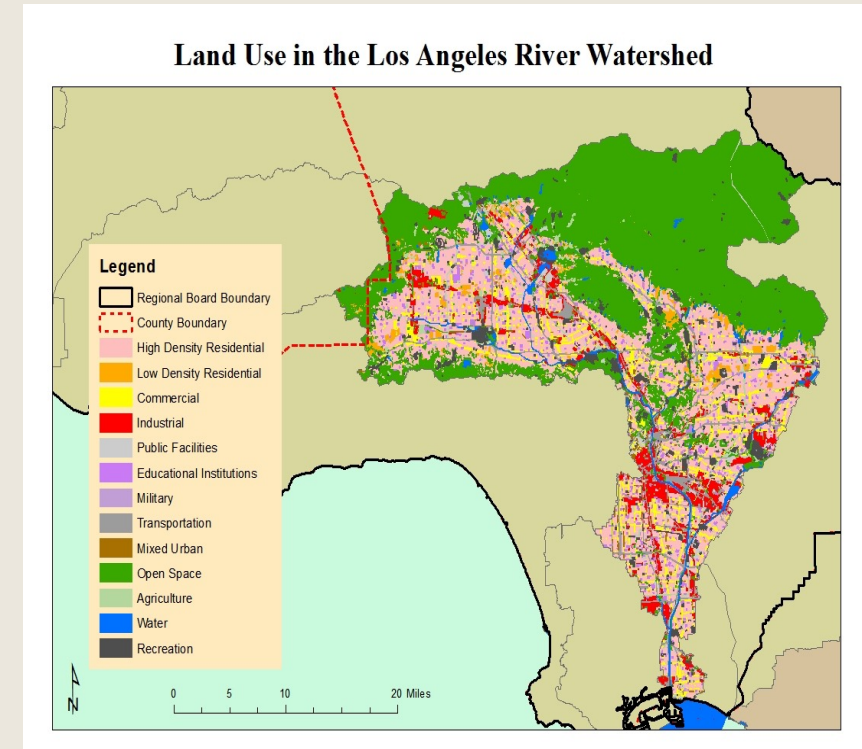 Land Use in the Los Angeles River Watershed
Legend
Regional Board Boundary
County Boundary
High Density Residential
Low Density Residential
Commercial
Industrial
Public Facilities
Educational Institutions
Military
Transportation
Mixed Urban
Open Space
Agriculture
Water
Recreation
N
0 5 10 20 Miles